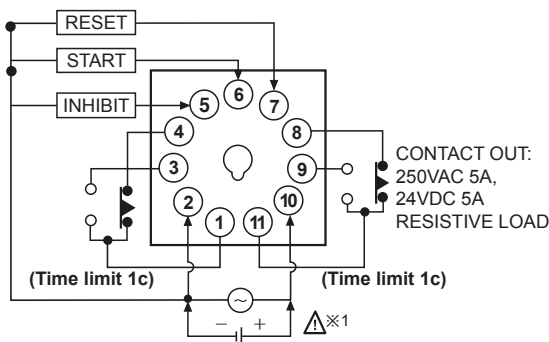 RESET
START
INHIBIT
6
5
7
4
8
3
9
2
10
1
11
CONTACT OUT:
250VAC 5A,
24VDC 5A
RESISTIVE LOAD
(Time limit 1c)
(Time limit 1c)
~
− +
⚠※1